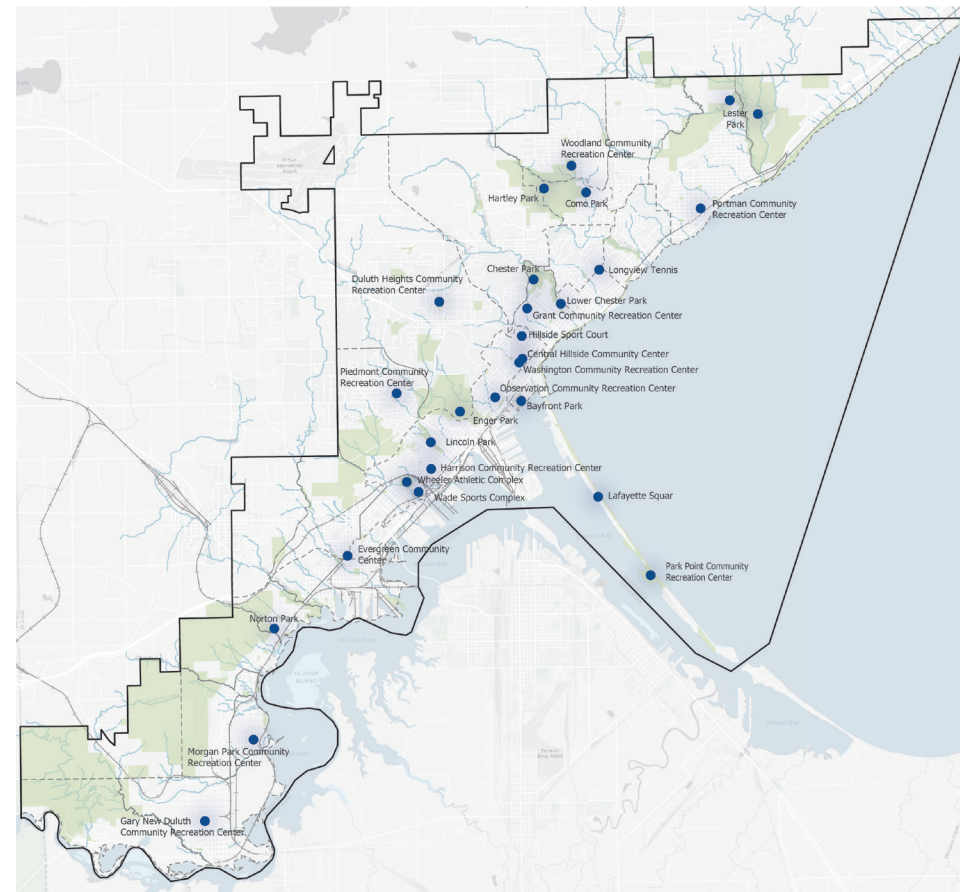 Lester
Park
Woodland Community
Recreation Center
Hartley Park
Como Park
Portman Community
Recreation Center
Longview Tennis
Chester Park
Duluth Heights Community
Recreation Center
Lower Chester Park
Grant Community Recreation Center
Hillside Sport Court
Central Hillside Community Center
Washington Community Recreation Center
Piedmont Community
Recreation Center
Observation Community Recreation Center
Bayfront Park
Enger Park
Lincoln Park
Harrison Community Recreation Center
Wheeler Athletic Complex
Wade Sports Complex
Lafayette Squar
Evergreen Community
Center
Park Point Community
Recreation Center
Norton Park
Morgan Park Community
Recreation Center
Gary New Duluth
Community Recreation Center